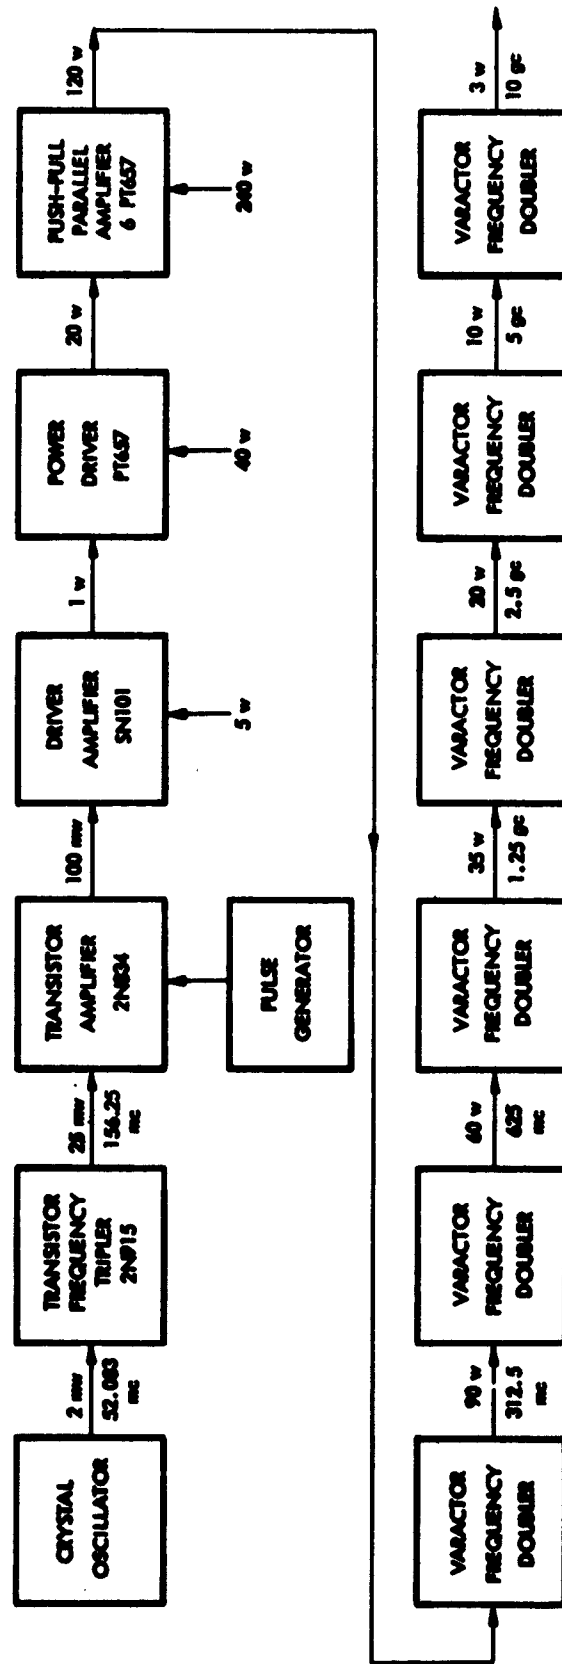 CRYSTAL
OSCILLATOR
2 mw
52.083
mc
TRANSISTOR
FREQUENCY
TRIPLER
2N915
25 mw
156.25
mc
TRANSISTOR
AMPLIFIER
2N834
PULSE
GENERATOR
100 mw
DRIVER
AMPLIFIER
SN101
5 w
1 w
POWER
DRIVER
PT657
40 w
20 w
PUSH-PULL
PARALLEL
AMPLIFIER
6 PT657
240 w
120 w
VARACTOR
FREQUENCY
DOUBLER
90 w
312.5
mc
VARACTOR
FREQUENCY
DOUBLER
60 w
625
mc
VARACTOR
FREQUENCY
DOUBLER
35 w
1.25 gc
VARACTOR
FREQUENCY
DOUBLER
20 w
2.5 gc
VARACTOR
FREQUENCY
DOUBLER
10 w
5 gc
VARACTOR
FREQUENCY
DOUBLER
3 w
10 gc